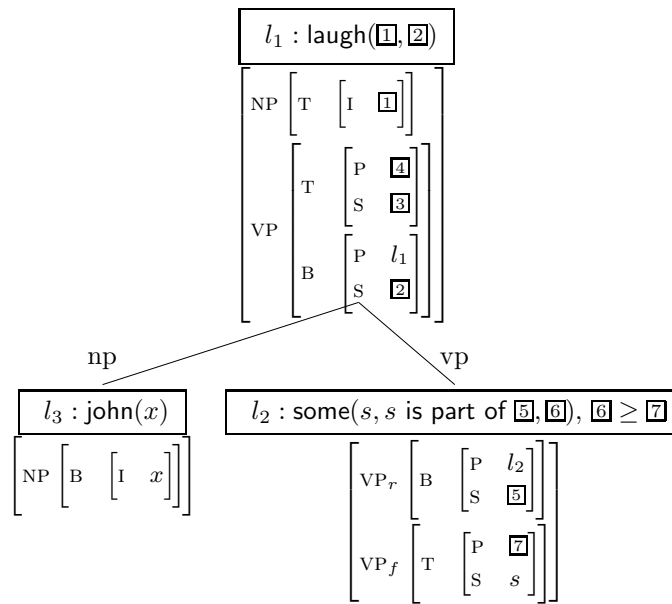 l₁ : laugh(1, 2)
NP T I 1
T P 4
S 3
VP
B P l₁
S 2
np vp
l₃ : john(x) l₂ : some(s, s is part of 5, 6), 6 ≥ 7
NP B I x
VPᵣ B P l₂
S 5
VP_f T P 7
S s